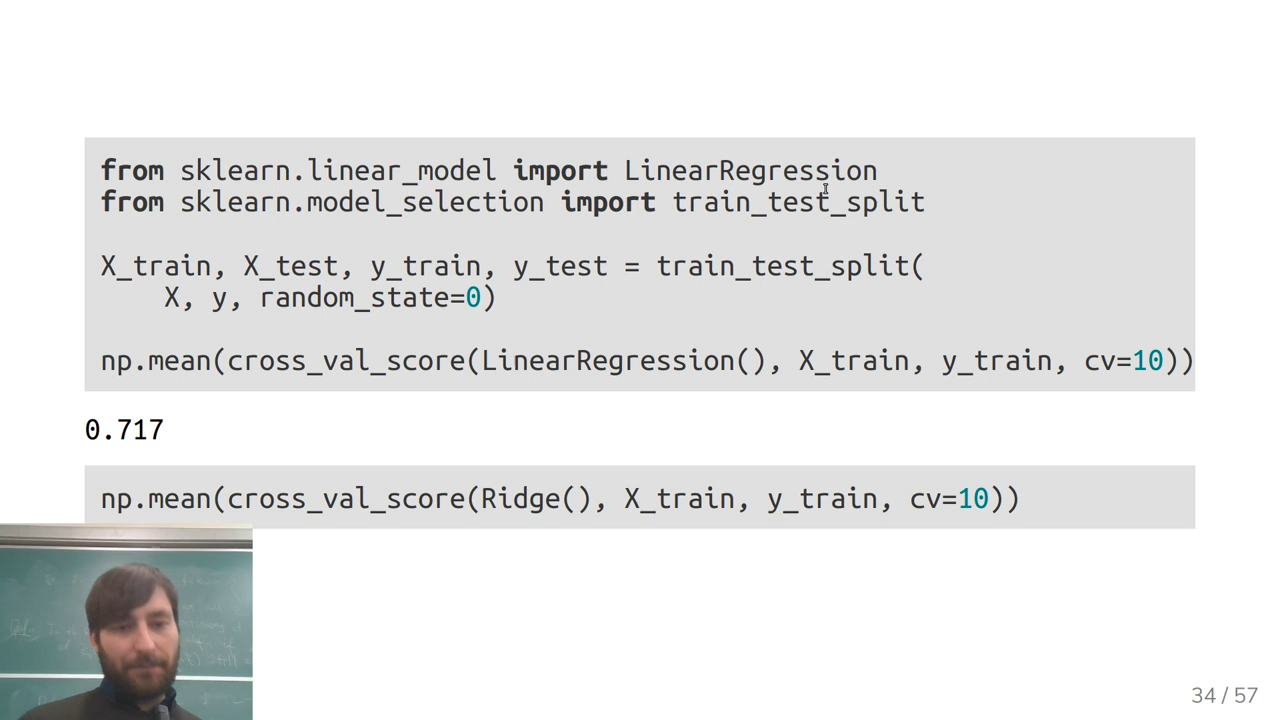 from sklearn.linear_model import LinearRegression
from sklearn.model_selection import train_test_split
X_train, X_test, y_train, y_test = train_test_split(
X, y, random_state=0)
np.mean(cross_val_score(LinearRegression(), X_train, y_train, cv=10))
0.717
np.mean(cross_val_score(Ridge(), X_train, y_train, cv=10))
34 / 57